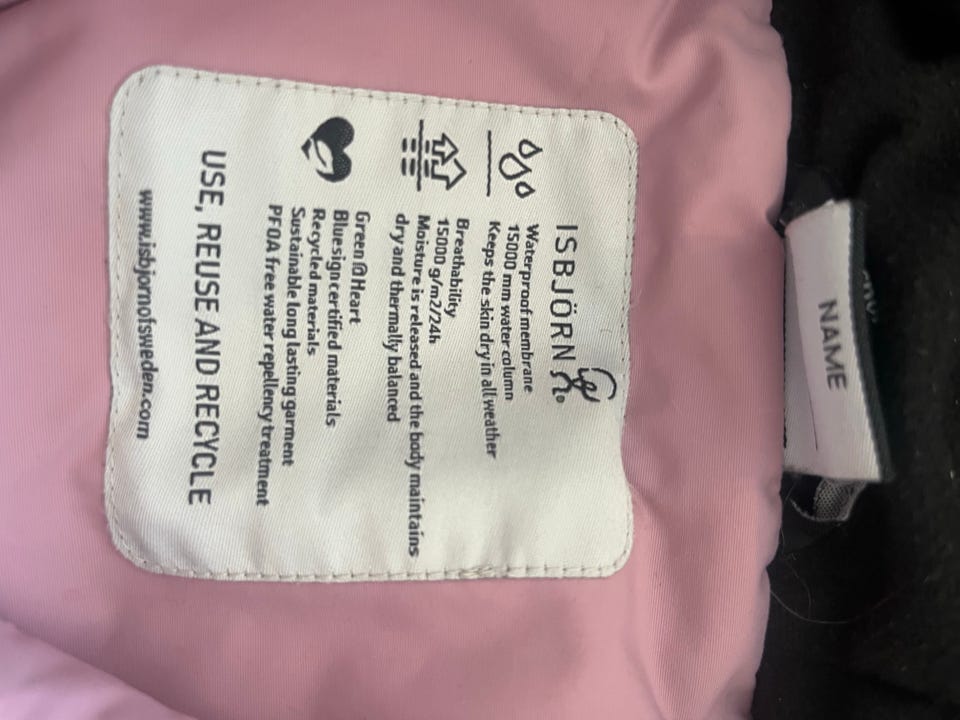 ISBJÖRN
Waterproof membrane
15000 mm water column
Keeps the skin dry in all weather
Breathability
15000 g/m2/24h
Moisture is released and the body maintains
dry and thermally balanced
Green@Heart
Bluesign certified materials
Recycled materials
Sustainable long lasting garment
PFOA free water repellency treatment
USE, REUSE AND RECYCLE
www.isbjornofsweden.com
NAME